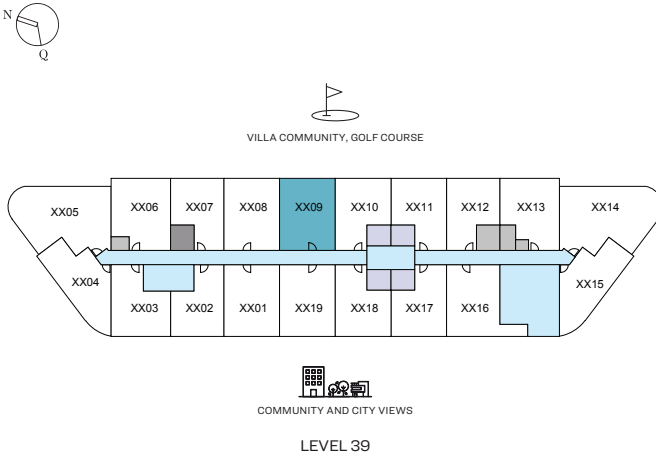 N
Q
VILLA COMMUNITY, GOLF COURSE
XX05 XX06 XX07 XX08 XX09 XX10 XX11 XX12 XX13 XX14
XX04 XX03 XX02 XX01 XX19 XX18 XX17 XX16 XX15
COMMUNITY AND CITY VIEWS
LEVEL 39